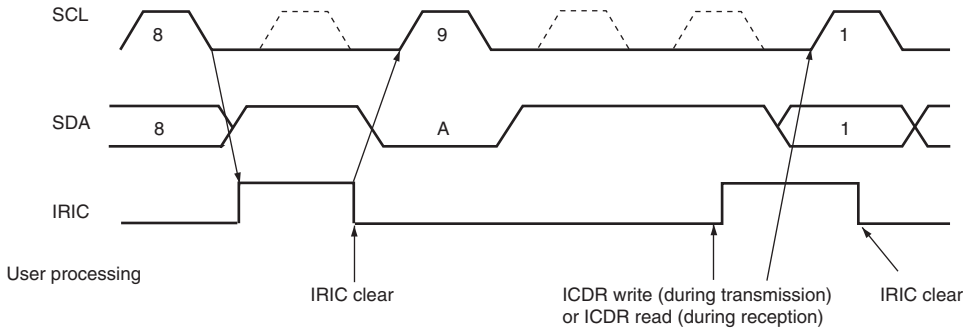 SCL
8
9
1
SDA
8
A
1
IRIC
User processing
IRIC clear
ICDR write (during transmission)
or ICDR read (during reception)
IRIC clear